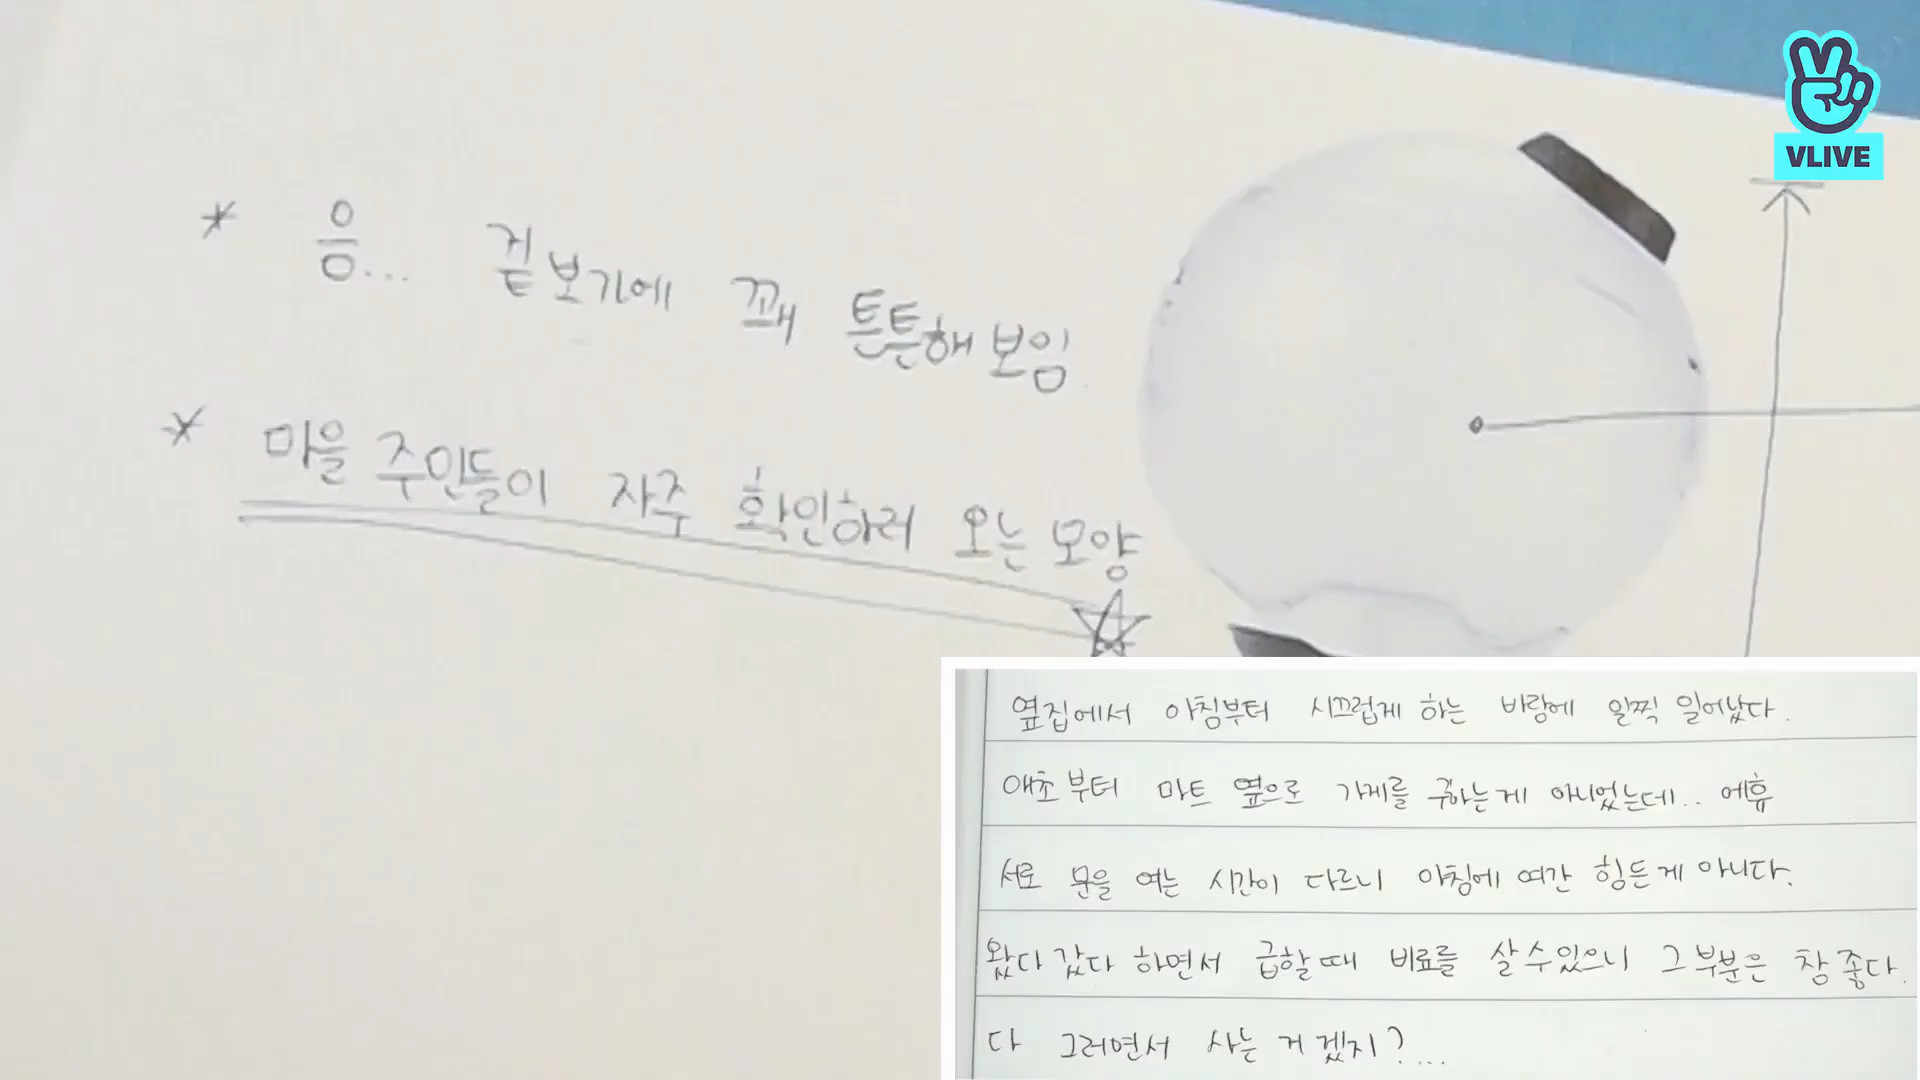 * 음... 겉보기에 꽤 튼튼해보임
* 마을 주민들이 자주 확인하러 오는 모양
VLIVE
옆집에서 아침부터 시끄럽게 하는 바람에 일찍 일어났다.
애초부터 마트 옆으로 가게를 구하는게 아니었는데.. 에휴
서로 문을 여는 시간이 다르니 아침에 여간 힘든게 아니다.
왔다 갔다 하면서 급할때 비료를 살 수 있으니 그 부분은 참 좋다.
다 그러면서 사는 거 겠지?...